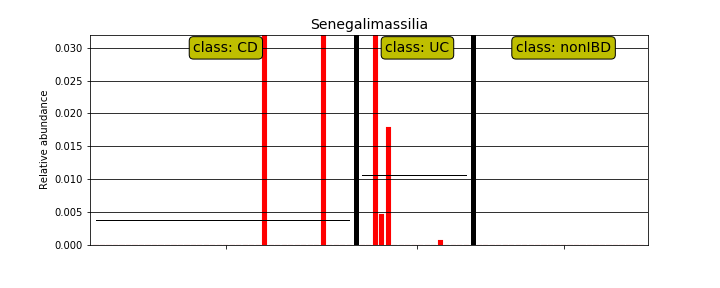 Senegalimassilia
class: CD
class: UC
class: nonIBD
Relative abundance
0.030
0.025
0.020
0.015
0.010
0.005
0.000